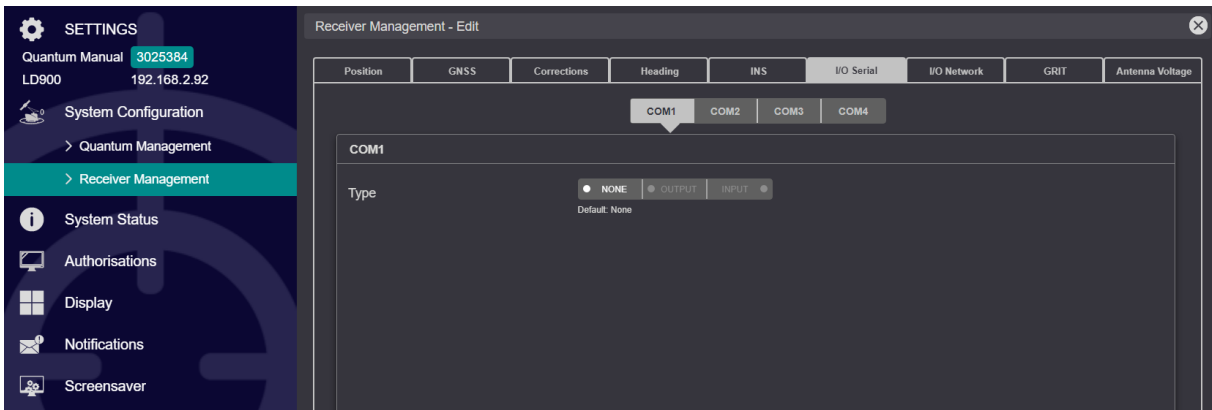 SETTINGS
Quantum Manual 3025384
LD900 192.168.2.92
System Configuration
> Quantum Management
> Receiver Management
System Status
Authorisations
Display
Notifications
Screensaver
Receiver Management - Edit
Position GNSS Corrections Heading INS I/O Serial I/O Network GRIT Antenna Voltage
COM1 COM2 COM3 COM4
COM1
Type NONE OUTPUT INPUT
Default: None